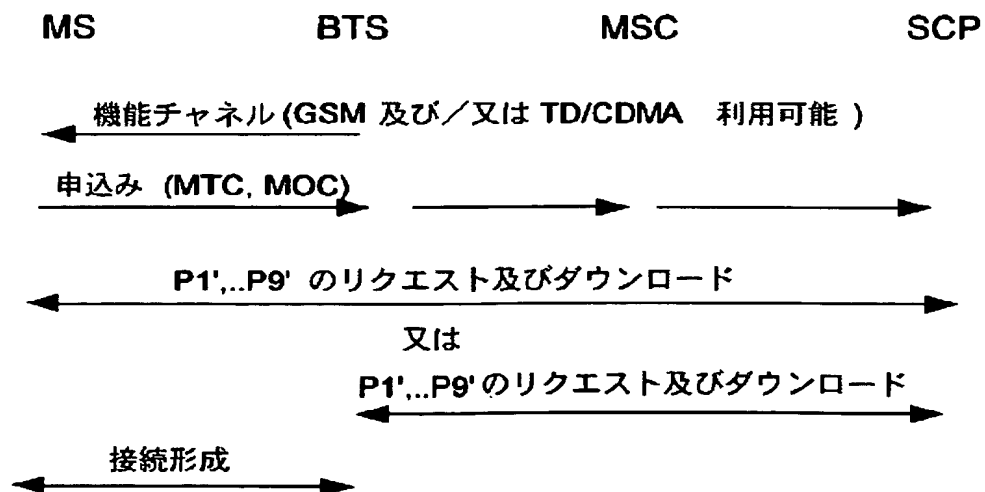 MS BTS MSC SCP
機能チャネル (GSM 及び／又は TD/CDMA 利用可能 )
申込み (MTC, MOC)
P1',..P9' のリクエスト及びダウンロード
又は
P1',..P9' のリクエスト及びダウンロード
接続形成